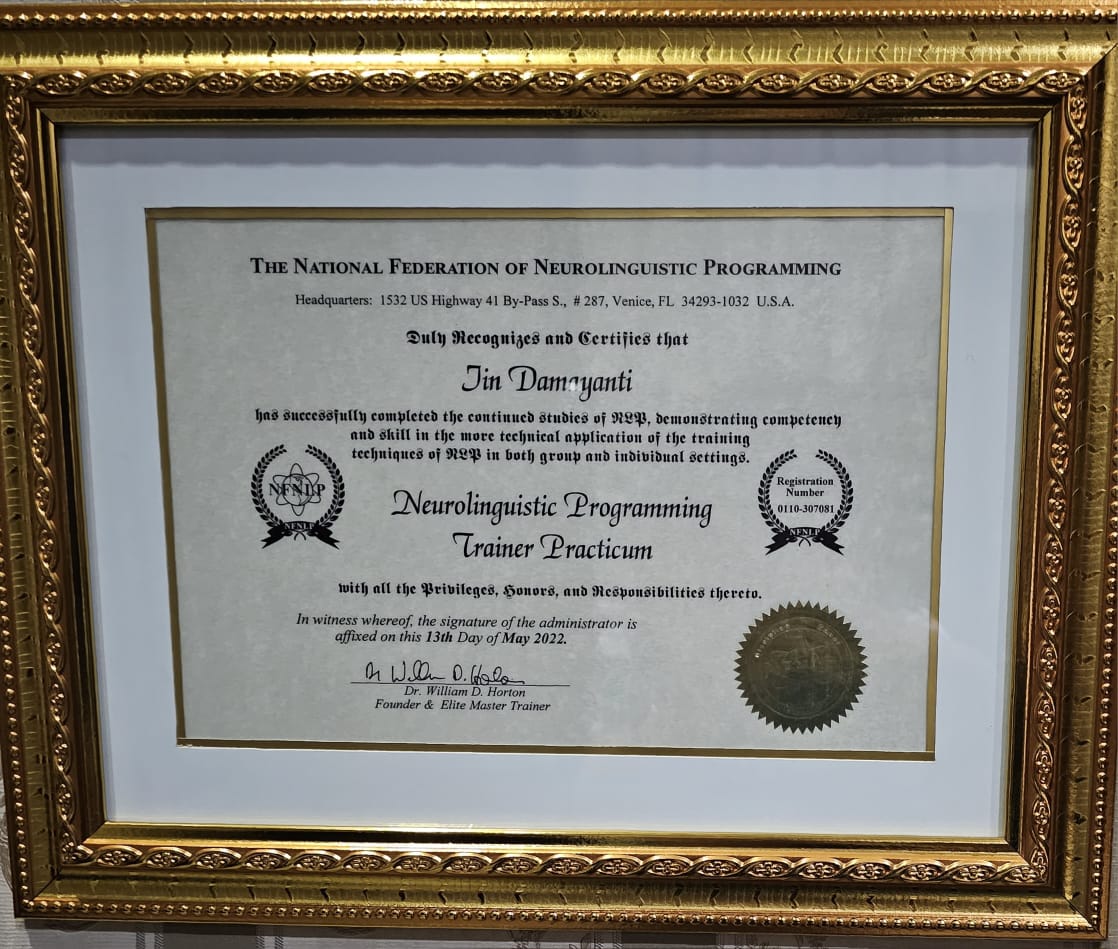 THE NATIONAL FEDERATION OF NEUROLINGUISTIC PROGRAMMING
Headquarters: 1532 US Highway 41 By-Pass S., # 287, Venice, FL 34293-1032 U.S.A.
Duly Recognizes and Certifies that
Iin Damayanti
has successfully completed the continued studies of NLP, demonstrating competency
and skill in the more technical application of the training
techniques of NLP in both group and individual settings.
NFNLP
NFNLP
Registration
Number
0110-307081
NFNLP
Neurolinguistic Programming
Trainer Practicum
with all the Privileges, Honors, and Responsibilities thereto.
In witness whereof, the signature of the administrator is
affixed on this 13th Day of May 2022.
Dr William D. Horton
Dr. William D. Horton
Founder & Elite Master Trainer